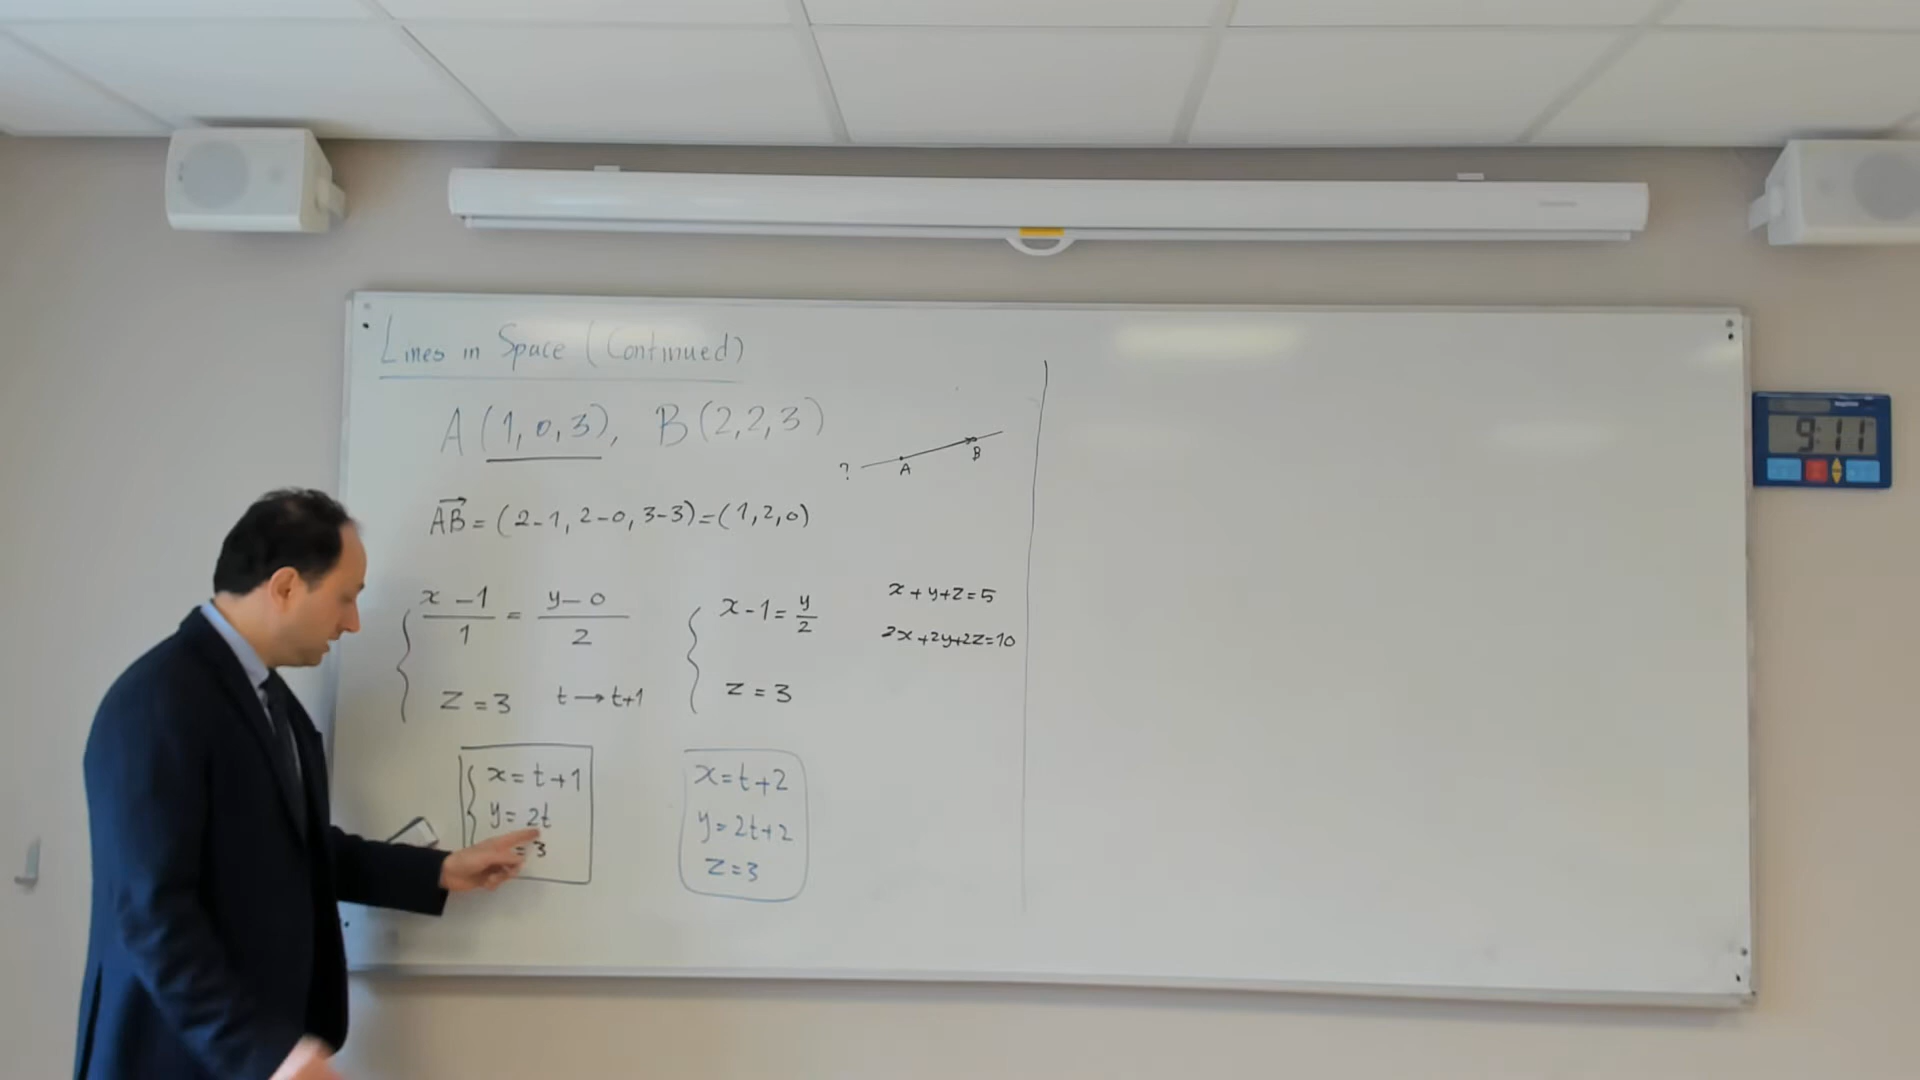 Lines in Space (Continued)
A (1, 0, 3), B (2, 2, 3)
? A B
AB = (2-1, 2-0, 3-3) = (1, 2, 0)
x - 1 / 1 = y - 0 / 2
z = 3 t → t+1
x - 1 = y / 2
z = 3
x + y + z = 5
2x + 2y + 2z = 10
x = t + 1
y = 2t
= 3
x = t + 2
y = 2t + 2
z = 3
9:11